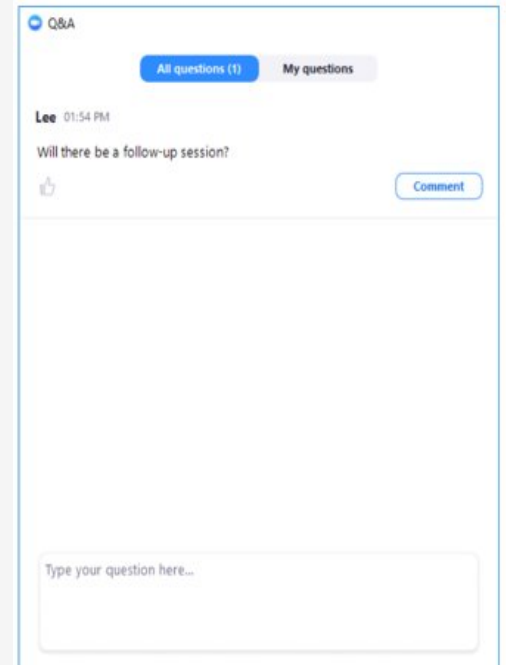 Q&A
All questions (1) My questions
Lee 01:54 PM
Will there be a follow-up session?
Comment
Type your question here...